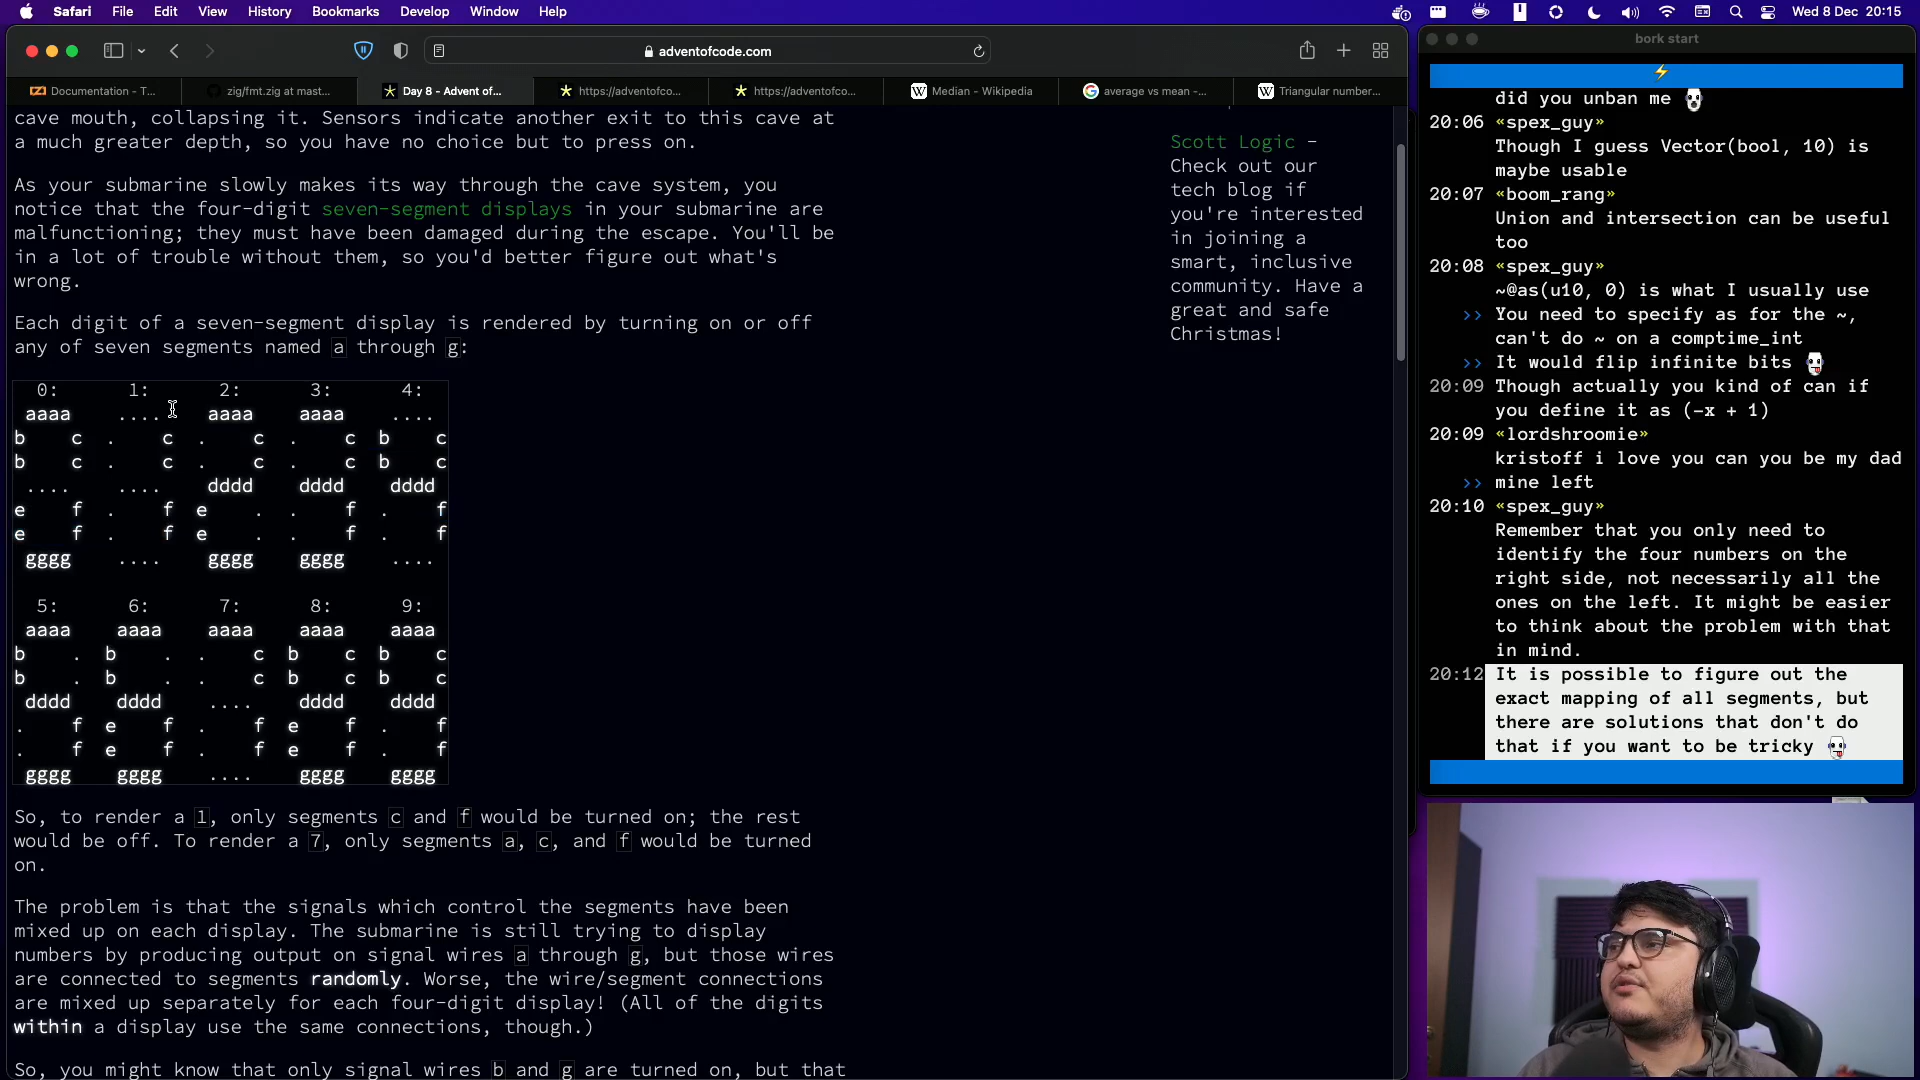 Safari File Edit View History Bookmarks Develop Window Help Wed 8 Dec 20:15
adventofcode.com
Documentation - T... zig/fmt.zig at mast... Day 8 - Advent of... https://adventofco... https://adventofco... Median - Wikipedia average vs mean -... Triangular number...
cave mouth, collapsing it. Sensors indicate another exit to this cave at
a much greater depth, so you have no choice but to press on.
As your submarine slowly makes its way through the cave system, you
notice that the four-digit seven-segment displays in your submarine are
malfunctioning; they must have been damaged during the escape. You'll be
in a lot of trouble without them, so you'd better figure out what's
wrong.
Each digit of a seven-segment display is rendered by turning on or off
any of seven segments named a through g:
0: 1: 2: 3: 4:
aaaa .... aaaa aaaa ....
b c . c . c . c b c
b c . c . c . c b c
.... .... dddd dddd dddd
e f . f e . . f . f
e f . f e . . f . f
gggg .... gggg gggg ....
5: 6: 7: 8: 9:
aaaa aaaa aaaa aaaa aaaa
b . b . . c b c b c
b . b . . c b c b c
dddd dddd .... dddd dddd
. f e f . f e f . f
. f e f . f e f . f
gggg gggg .... gggg gggg
So, to render a 1, only segments c and f would be turned on; the rest
would be off. To render a 7, only segments a, c, and f would be turned
on.
The problem is that the signals which control the segments have been
mixed up on each display. The submarine is still trying to display
numbers by producing output on signal wires a through g, but those wires
are connected to segments randomly. Worse, the wire/segment connections
are mixed up separately for each four-digit display! (All of the digits
within a display use the same connections, though.)
So, you might know that only signal wires b and g are turned on, but that
Scott Logic -
Check out our
tech blog if
you're interested
in joining a
smart, inclusive
community. Have a
great and safe
Christmas!
bork start
did you unban me
20:06 «spex_guy»
Though I guess Vector(bool, 10) is
maybe usable
20:07 «boom_rang»
Union and intersection can be useful
too
20:08 «spex_guy»
~@as(u10, 0) is what I usually use
>> You need to specify as for the ~,
can't do ~ on a comptime_int
>> It would flip infinite bits
20:09 Though actually you kind of can if
you define it as (-x + 1)
20:09 «lordshroomie»
kristoff i love you can you be my dad
>> mine left
20:10 «spex_guy»
Remember that you only need to
identify the four numbers on the
right side, not necessarily all the
ones on the left. It might be easier
to think about the problem with that
in mind.
20:12 It is possible to figure out the
exact mapping of all segments, but
there are solutions that don't do
that if you want to be tricky